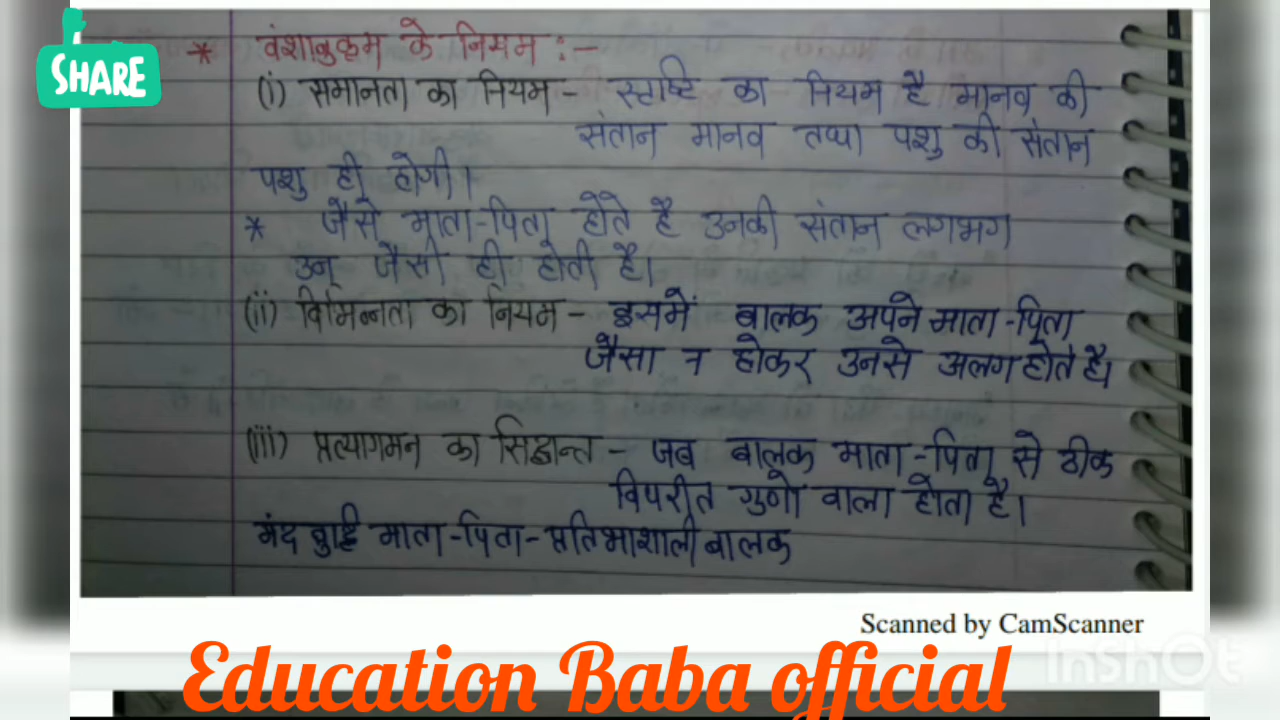 SHARE
* वंशानुक्रम के नियम :-
(i) समानता का नियम - सृष्टि का नियम है मानव की
संतान मानव तथा पशु की संतान
पशु ही होगी।
* जैसे माता-पिता होते है उनकी संतान लगभग
उन् जैसी ही होती है।
(ii) विभिन्नता का नियम - इसमें बालक अपने माता-पिता
जैसा न होकर उनसे अलग होते है।
(iii) प्रत्यागमन का सिद्धान्त - जब बालक माता-पिता से ठीक
विपरीत गुणो वाला होता है।
मंद बुद्धि माता-पिता-प्रतिभाशाली बालक
Scanned by CamScanner
Education Baba official
InshOt